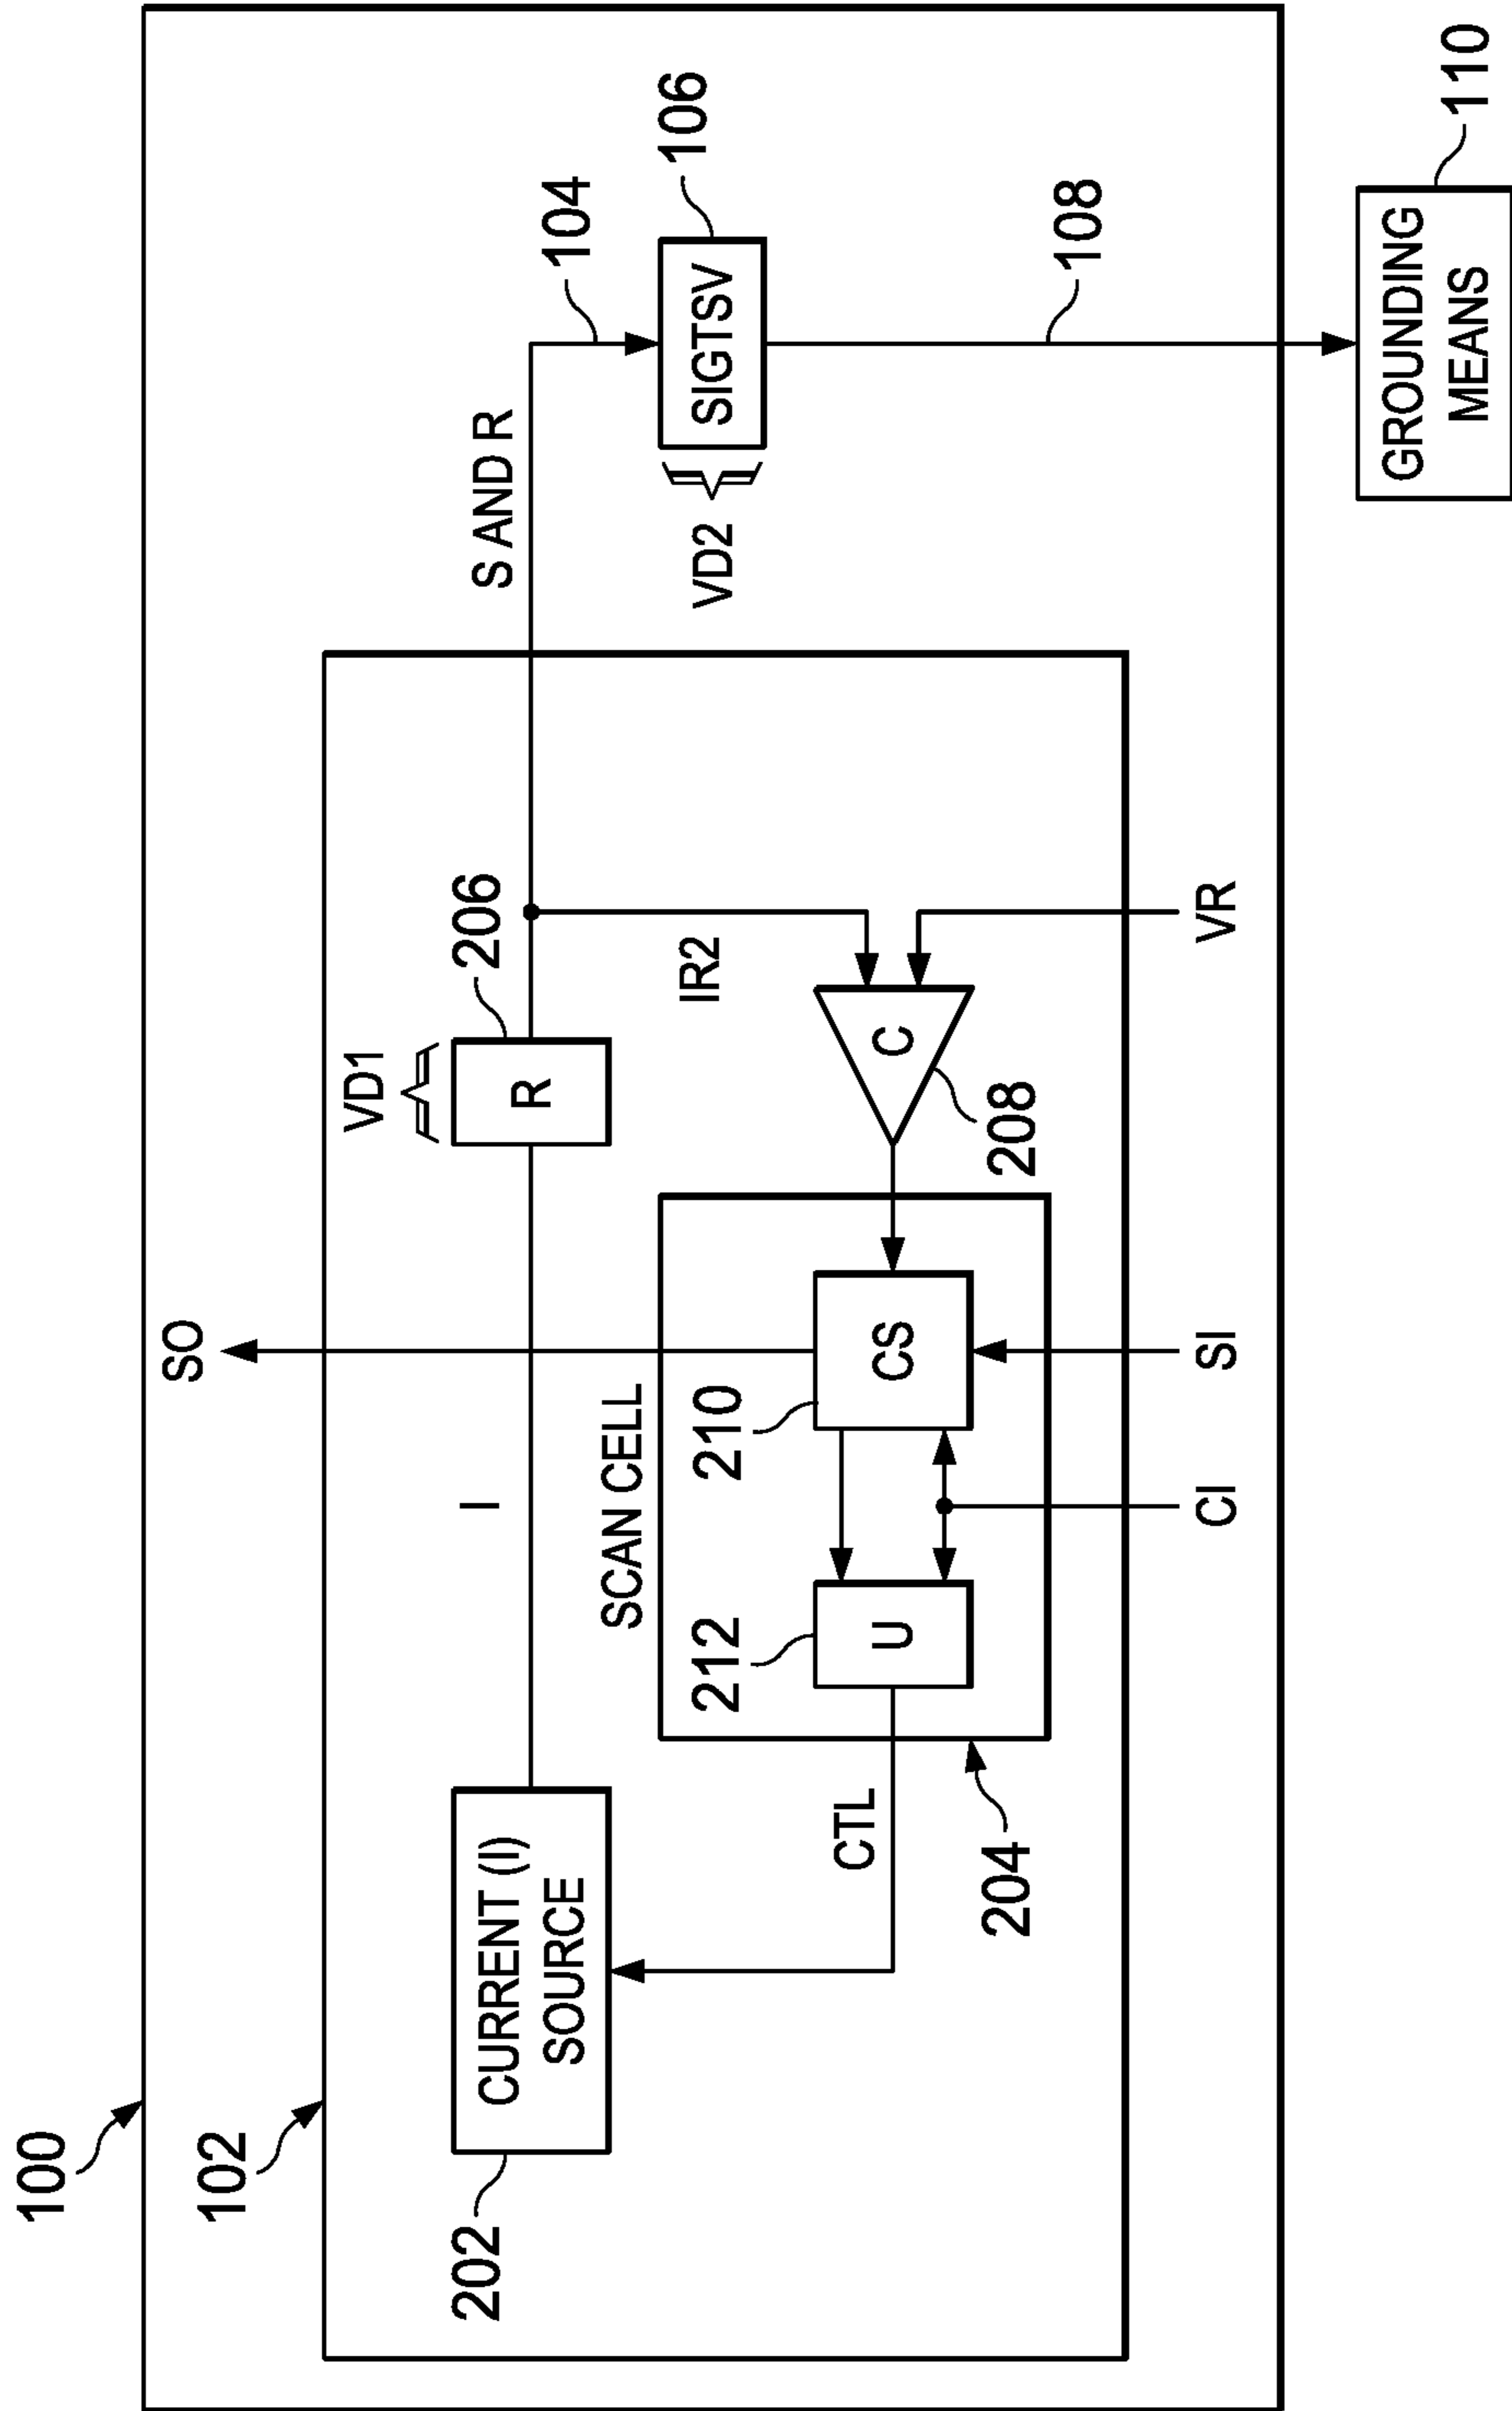 100
102
SO
202
CURRENT (I)
SOURCE
I
VD1
R
206
S AND R
104
SCAN CELL
IR2
VD2
SIGTSV
106
212
U
210
CS
C
208
CTL
204
108
CI
SI
VR
GROUNDING
MEANS
110